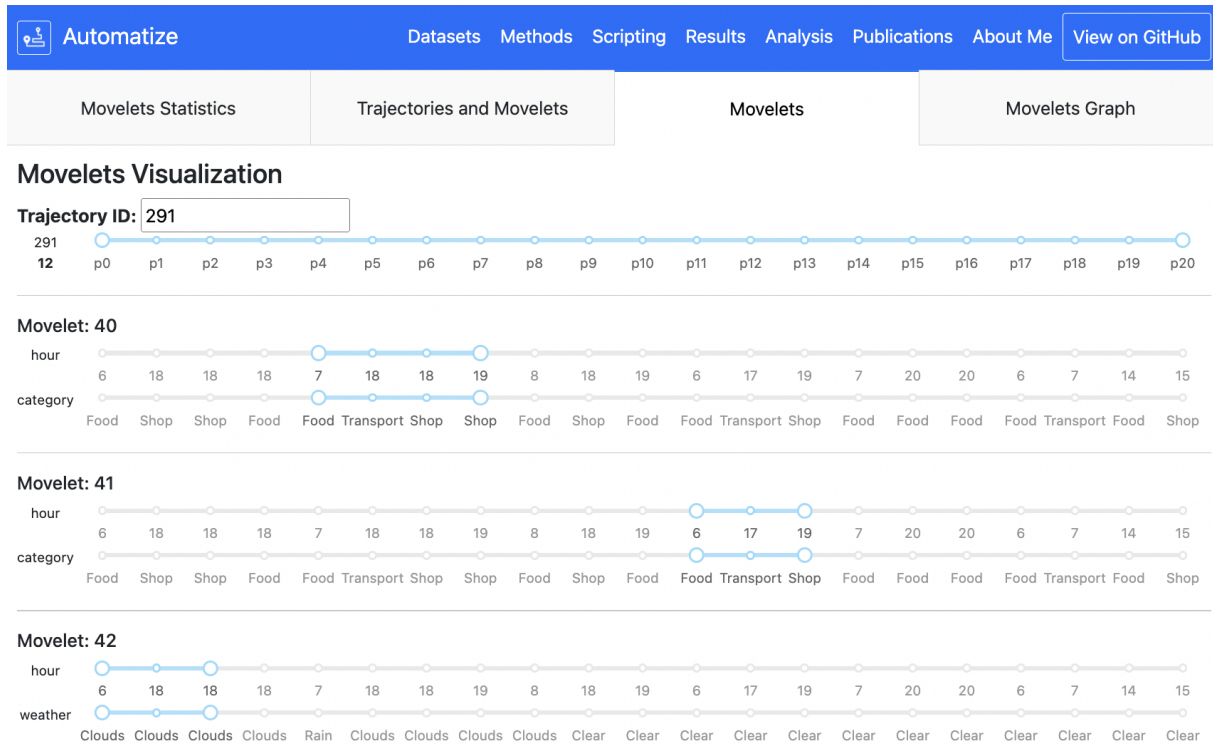 Automatize Datasets Methods Scripting Results Analysis Publications About Me View on GitHub
Movelets Statistics Trajectories and Movelets Movelets Movelets Graph
Movelets Visualization
Trajectory ID: 291
291
12 p0 p1 p2 p3 p4 p5 p6 p7 p8 p9 p10 p11 p12 p13 p14 p15 p16 p17 p18 p19 p20
Movelet: 40
hour
6 18 18 18 7 18 18 19 8 18 19 6 17 19 7 20 20 6 7 14 15
category
Food Shop Shop Food Food Transport Shop Shop Food Shop Food Food Transport Shop Food Food Food Food Transport Food Shop
Movelet: 41
hour
6 18 18 18 7 18 18 19 8 18 19 6 17 19 7 20 20 6 7 14 15
category
Food Shop Shop Food Food Transport Shop Shop Food Shop Food Food Transport Shop Food Food Food Food Transport Food Shop
Movelet: 42
hour
6 18 18 18 7 18 18 19 8 18 19 6 17 19 7 20 20 6 7 14 15
weather
Clouds Clouds Clouds Clouds Rain Clouds Clouds Clouds Clouds Clear Clear Clear Clear Clear Clear Clear Clear Clear Clear Clear Clear